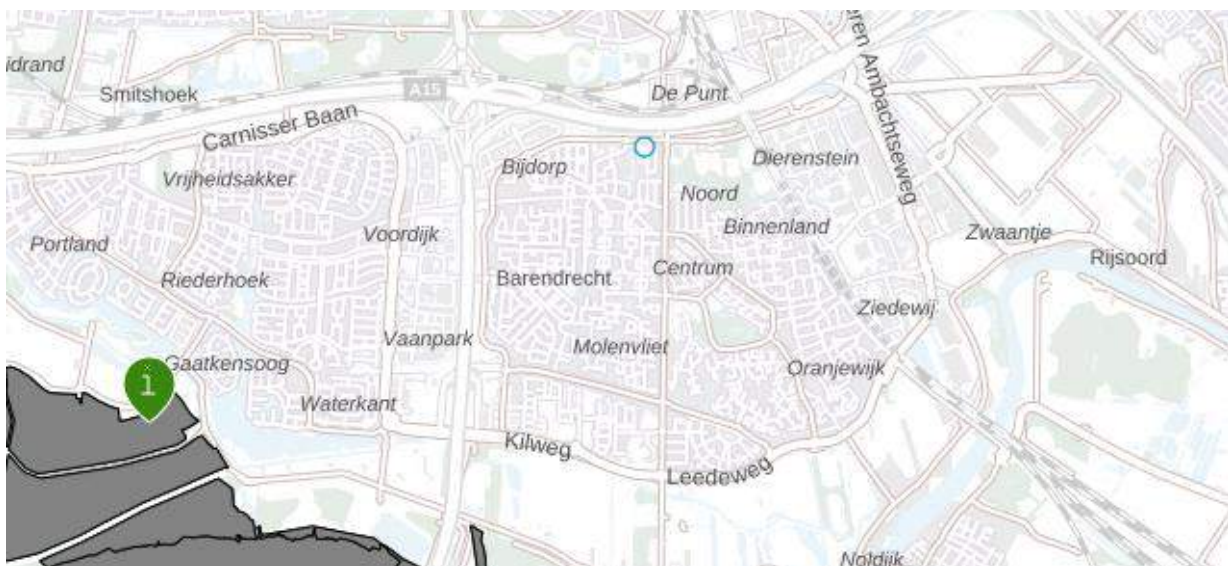 idrand
Smitshoek
A15
De Punt
eren Ambachtseweg
Carnisser Baan
Bijdorp
Dierenstein
Vrijheidsakker
Noord
Binnenland
Portland
Voordijk
Zwaantje
Riederhoek
Barendrecht
Centrum
Rijsoord
Ziedewij
Vaanpark
Molenvliet
Gaatkensoog
Oranjewijk
1
Waterkant
Kilweg
Leedeweg
Noldijk